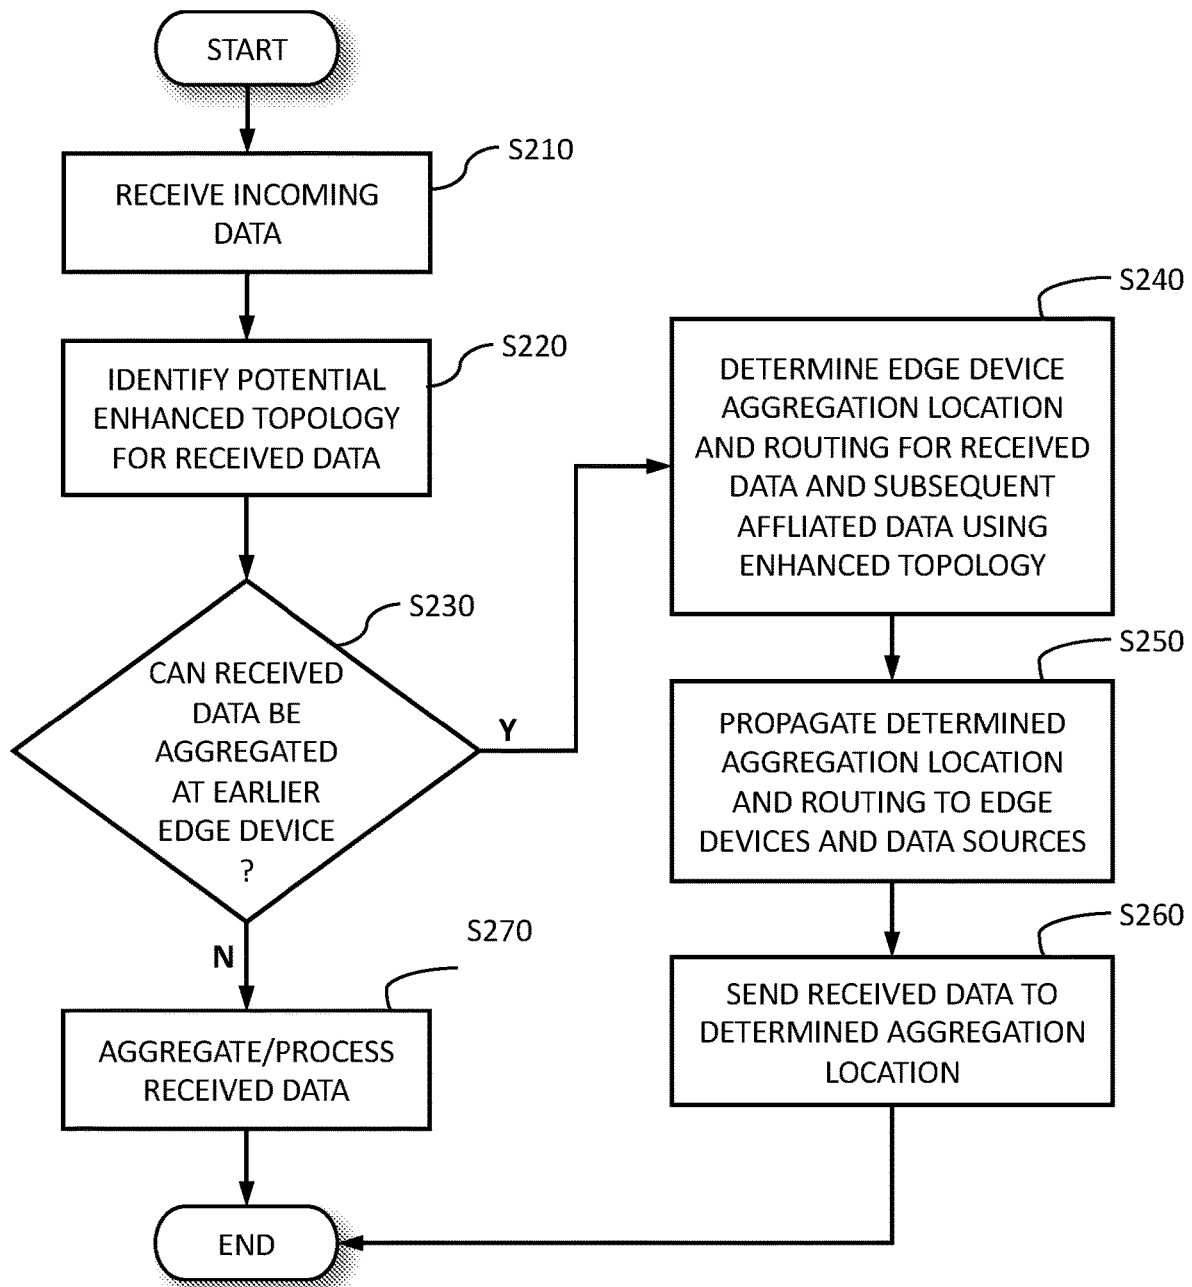 START
S210
RECEIVE INCOMING
DATA
S220
IDENTIFY POTENTIAL
ENHANCED TOPOLOGY
FOR RECEIVED DATA
S230
CAN RECEIVED
DATA BE
AGGREGATED
AT EARLIER
EDGE DEVICE
?
Y
N
S240
DETERMINE EDGE DEVICE
AGGREGATION LOCATION
AND ROUTING FOR RECEIVED
DATA AND SUBSEQUENT
AFFLIATED DATA USING
ENHANCED TOPOLOGY
S250
PROPAGATE DETERMINED
AGGREGATION LOCATION
AND ROUTING TO EDGE
DEVICES AND DATA SOURCES
S260
SEND RECEIVED DATA TO
DETERMINED AGGREGATION
LOCATION
S270
AGGREGATE/PROCESS
RECEIVED DATA
END